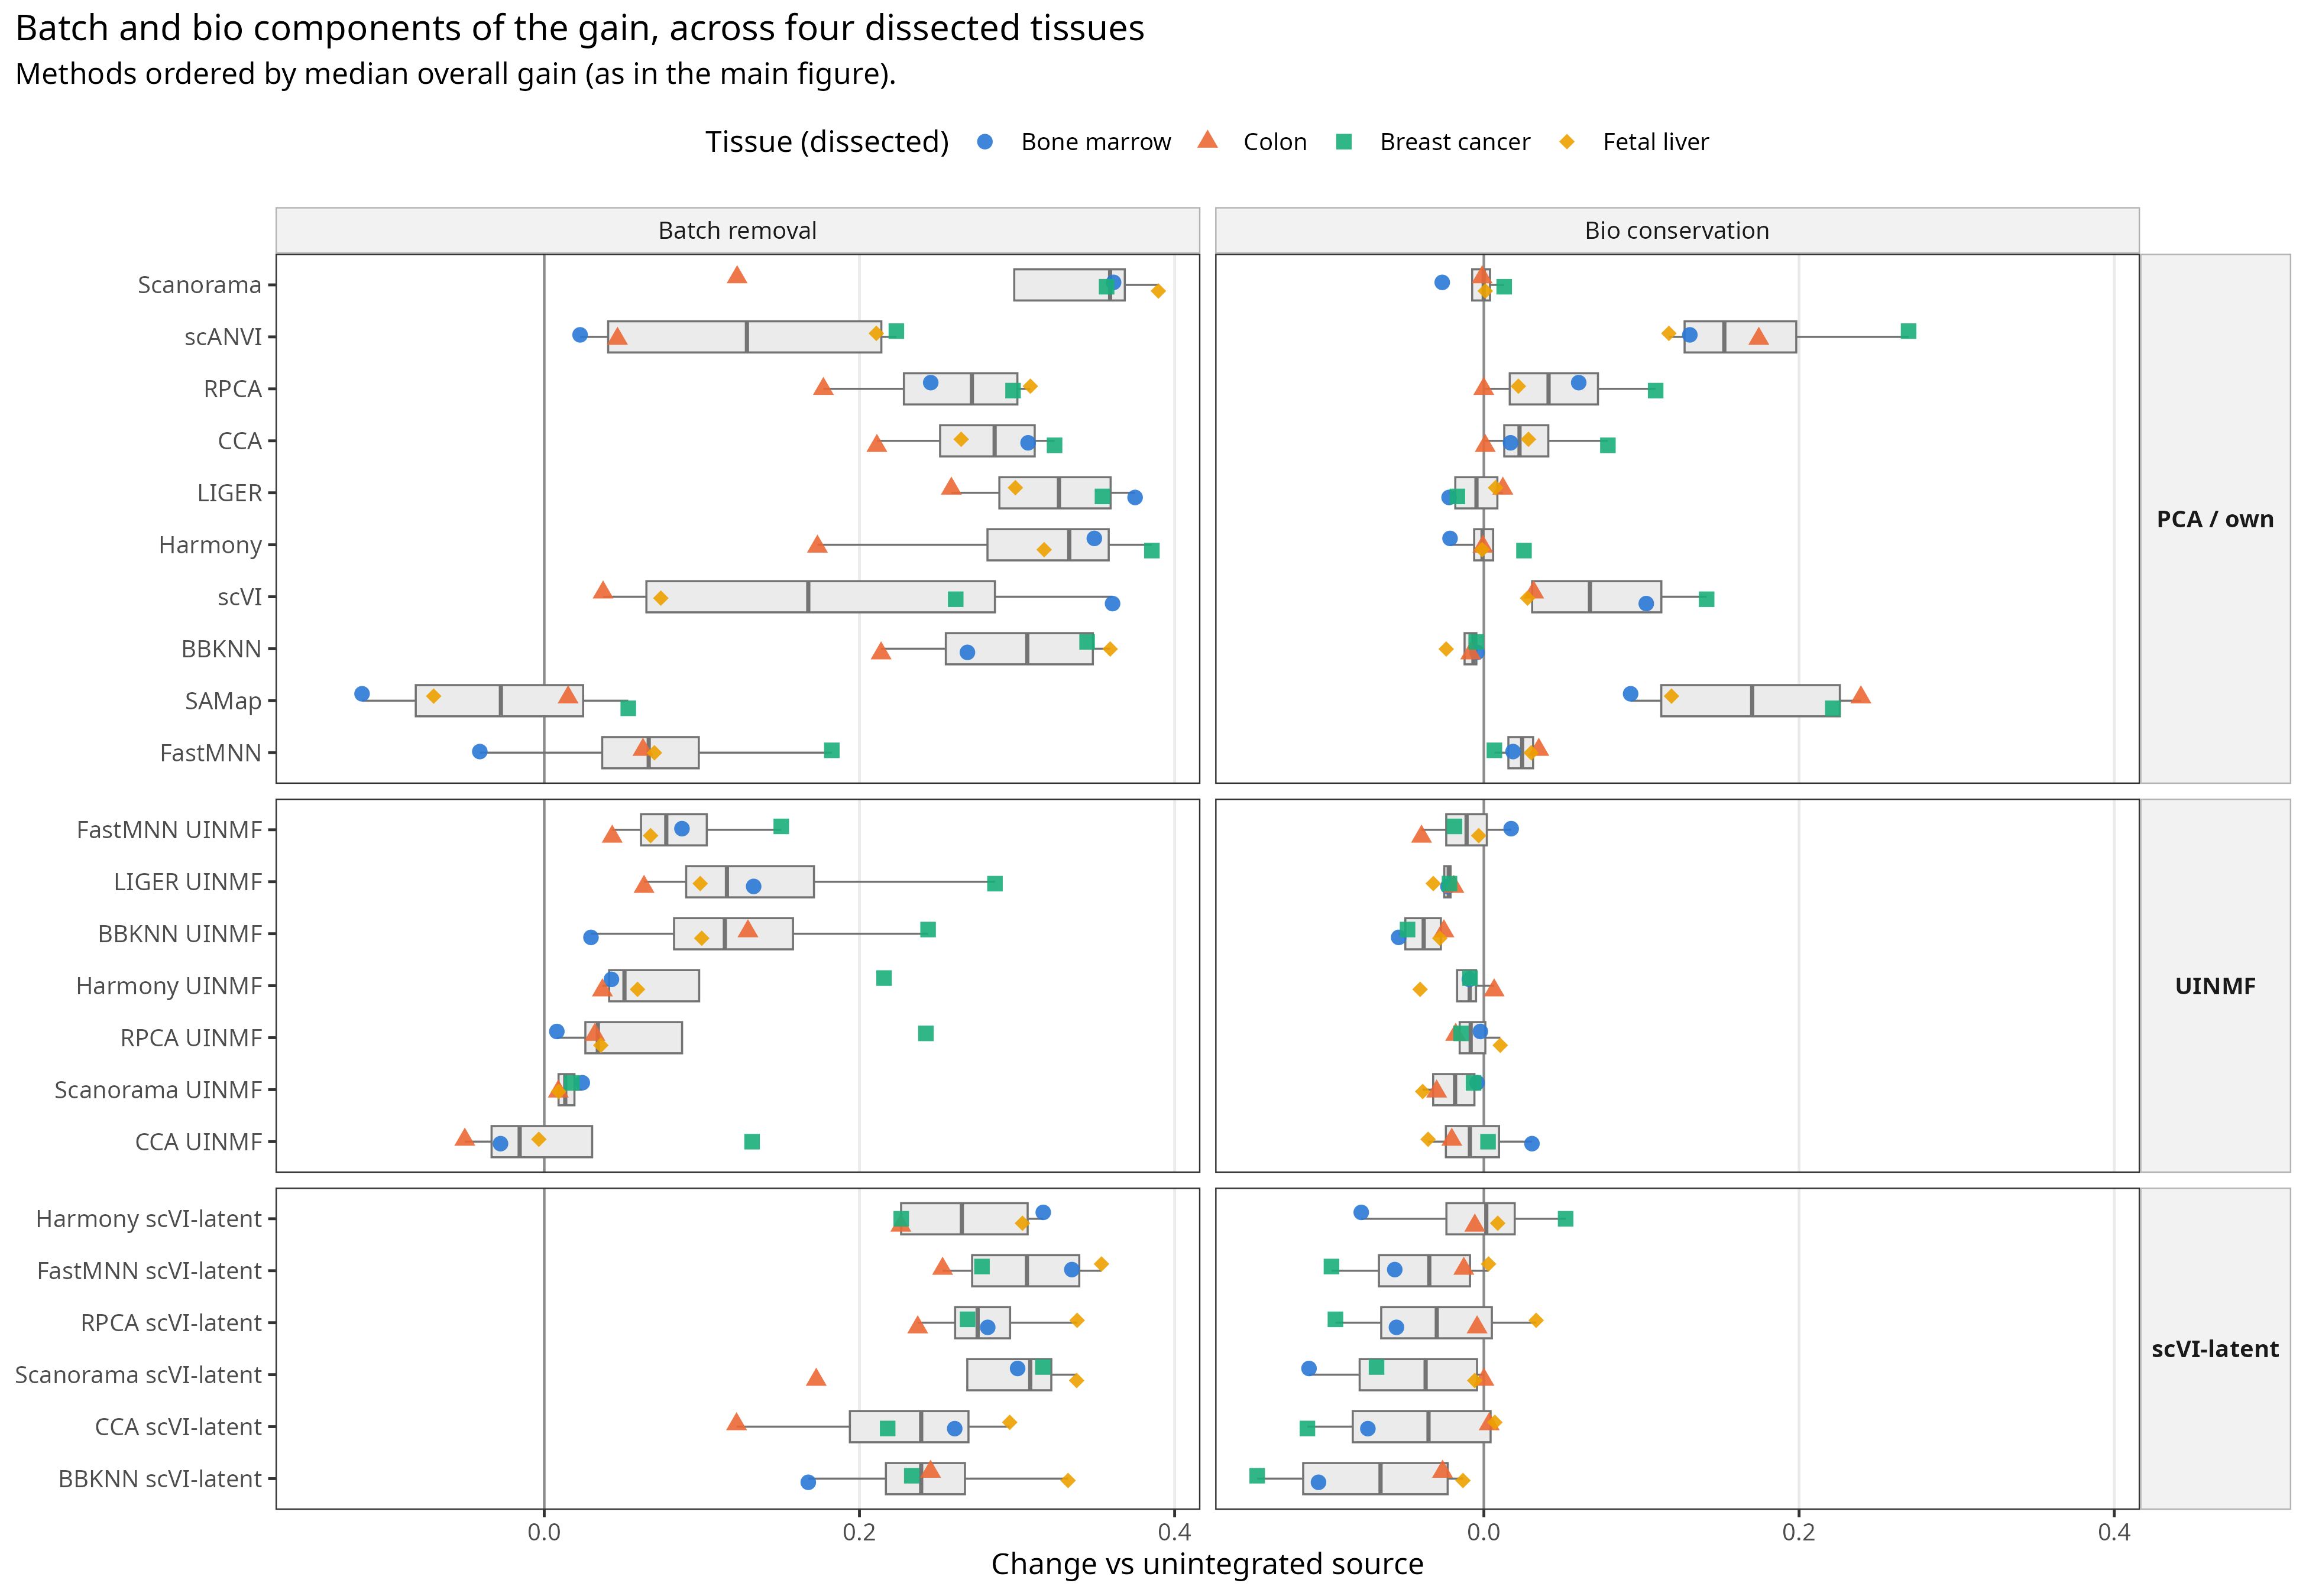 Batch and bio components of the gain, across four dissected tissues
Methods ordered by median overall gain (as in the main figure).
Tissue (dissected) Bone marrow Colon Breast cancer Fetal liver
Batch removal Bio conservation
Scanorama
scANVI
RPCA
CCA
LIGER
Harmony
scVI
BBKNN
SAMap
FastMNN
PCA / own
FastMNN UINMF
LIGER UINMF
BBKNN UINMF
Harmony UINMF
RPCA UINMF
Scanorama UINMF
CCA UINMF
UINMF
Harmony scVI-latent
FastMNN scVI-latent
RPCA scVI-latent
Scanorama scVI-latent
CCA scVI-latent
BBKNN scVI-latent
scVI-latent
0.0 0.2 0.4 0.0 0.2 0.4
Change vs unintegrated source